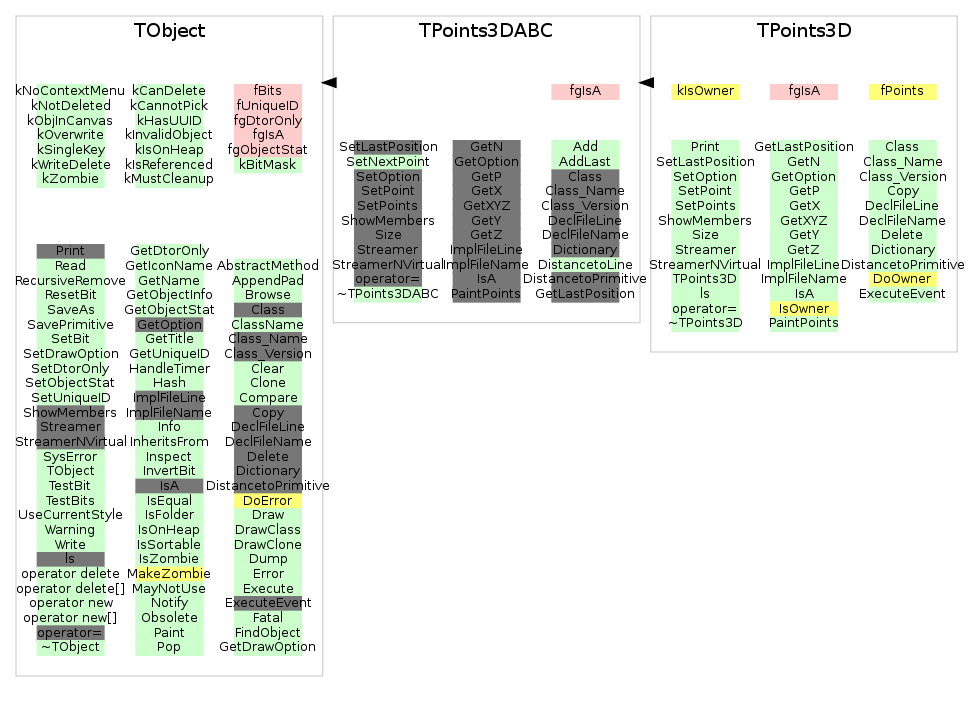 TObject
kNoContextMenu kCanDelete fBits
kNotDeleted kCannotPick fUniqueID
kObjInCanvas kHasUUID fgDtorOnly
kOverwrite kInvalidObject fgIsA
kSingleKey kIsOnHeap fgObjectStat
kWriteDelete kIsReferenced kBitMask
kZombie kMustCleanup
Print GetDtorOnly
Read GetIconName AbstractMethod
RecursiveRemove GetName AppendPad
ResetBit GetObjectInfo Browse
SaveAs GetObjectStat Class
SavePrimitive GetOption ClassName
SetBit GetTitle Class_Name
SetDrawOption GetUniqueID Class_Version
SetDtorOnly HandleTimer Clear
SetObjectStat Hash Clone
SetUniqueID ImplFileLine Compare
ShowMembers ImplFileName Copy
Streamer Info DeclFileLine
StreamerNVirtual InheritsFrom DeclFileName
SysError Inspect Delete
TObject InvertBit Dictionary
TestBit IsA DistancetoPrimitive
TestBits IsEqual DoError
UseCurrentStyle IsFolder Draw
Warning IsOnHeap DrawClass
Write IsSortable DrawClone
ls IsZombie Dump
operator delete MakeZombie Error
operator delete[] MayNotUse Execute
operator new Notify ExecuteEvent
operator new[] Obsolete Fatal
operator= Paint FindObject
~TObject Pop GetDrawOption
TPoints3DABC
fgIsA
SetLastPosition GetN Add
SetNextPoint GetOption AddLast
SetOption GetP Class
SetPoint GetX Class_Name
SetPoints GetXYZ Class_Version
ShowMembers GetY DeclFileLine
Size GetZ DeclFileName
Streamer ImplFileLine Dictionary
StreamerNVirtual ImplFileName DistancetoLine
operator= IsA DistancetoPrimitive
~TPoints3DABC PaintPoints GetLastPosition
TPoints3D
kIsOwner fgIsA fPoints
Print GetLastPosition Class
SetLastPosition GetN Class_Name
SetOption GetOption Class_Version
SetPoint GetP Copy
SetPoints GetX DeclFileLine
ShowMembers GetXYZ DeclFileName
Size GetY Delete
Streamer GetZ Dictionary
StreamerNVirtual ImplFileLine DistancetoPrimitive
TPoints3D ImplFileName DoOwner
ls IsA ExecuteEvent
operator= IsOwner
~TPoints3D PaintPoints